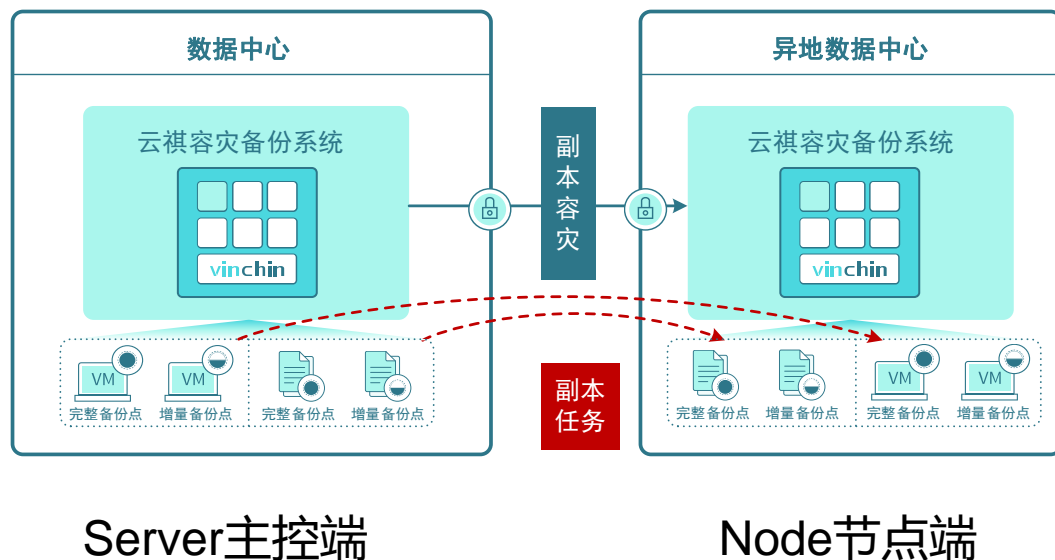 数据中心
异地数据中心
云祺容灾备份系统
云祺容灾备份系统
vinchin
vinchin
副本容灾
VM
VM
完整备份点
增量备份点
完整备份点
增量备份点
副本
任务
VM
VM
完整备份点
增量备份点
完整备份点
增量备份点
Server主控端
Node节点端